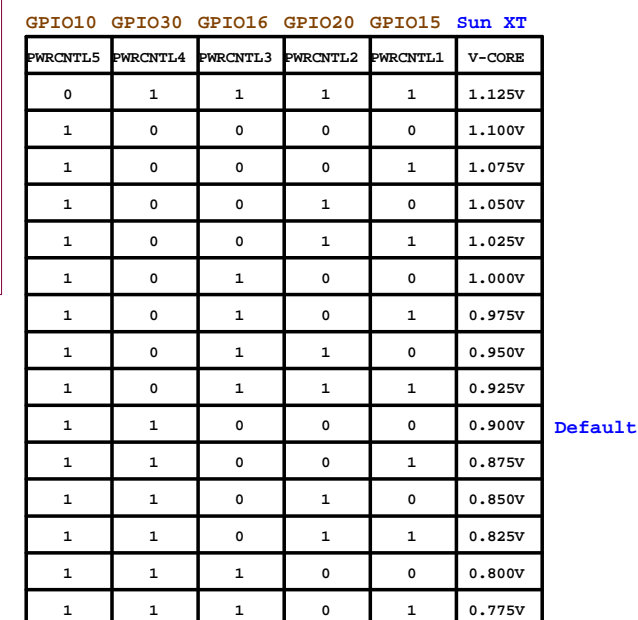 GPIO10 GPIO30 GPIO16 GPIO20 GPIO15 Sun XT
PWRCNTL5 PWRCNTL4 PWRCNTL3 PWRCNTL2 PWRCNTL1 V-CORE
0 1 1 1 1 1.125V
1 0 0 0 0 1.100V
1 0 0 0 1 1.075V
1 0 0 1 0 1.050V
1 0 0 1 1 1.025V
1 0 1 0 0 1.000V
1 0 1 0 1 0.975V
1 0 1 1 0 0.950V
1 0 1 1 1 0.925V
1 1 0 0 0 0.900V Default
1 1 0 0 1 0.875V
1 1 0 1 0 0.850V
1 1 0 1 1 0.825V
1 1 1 0 0 0.800V
1 1 1 0 1 0.775V